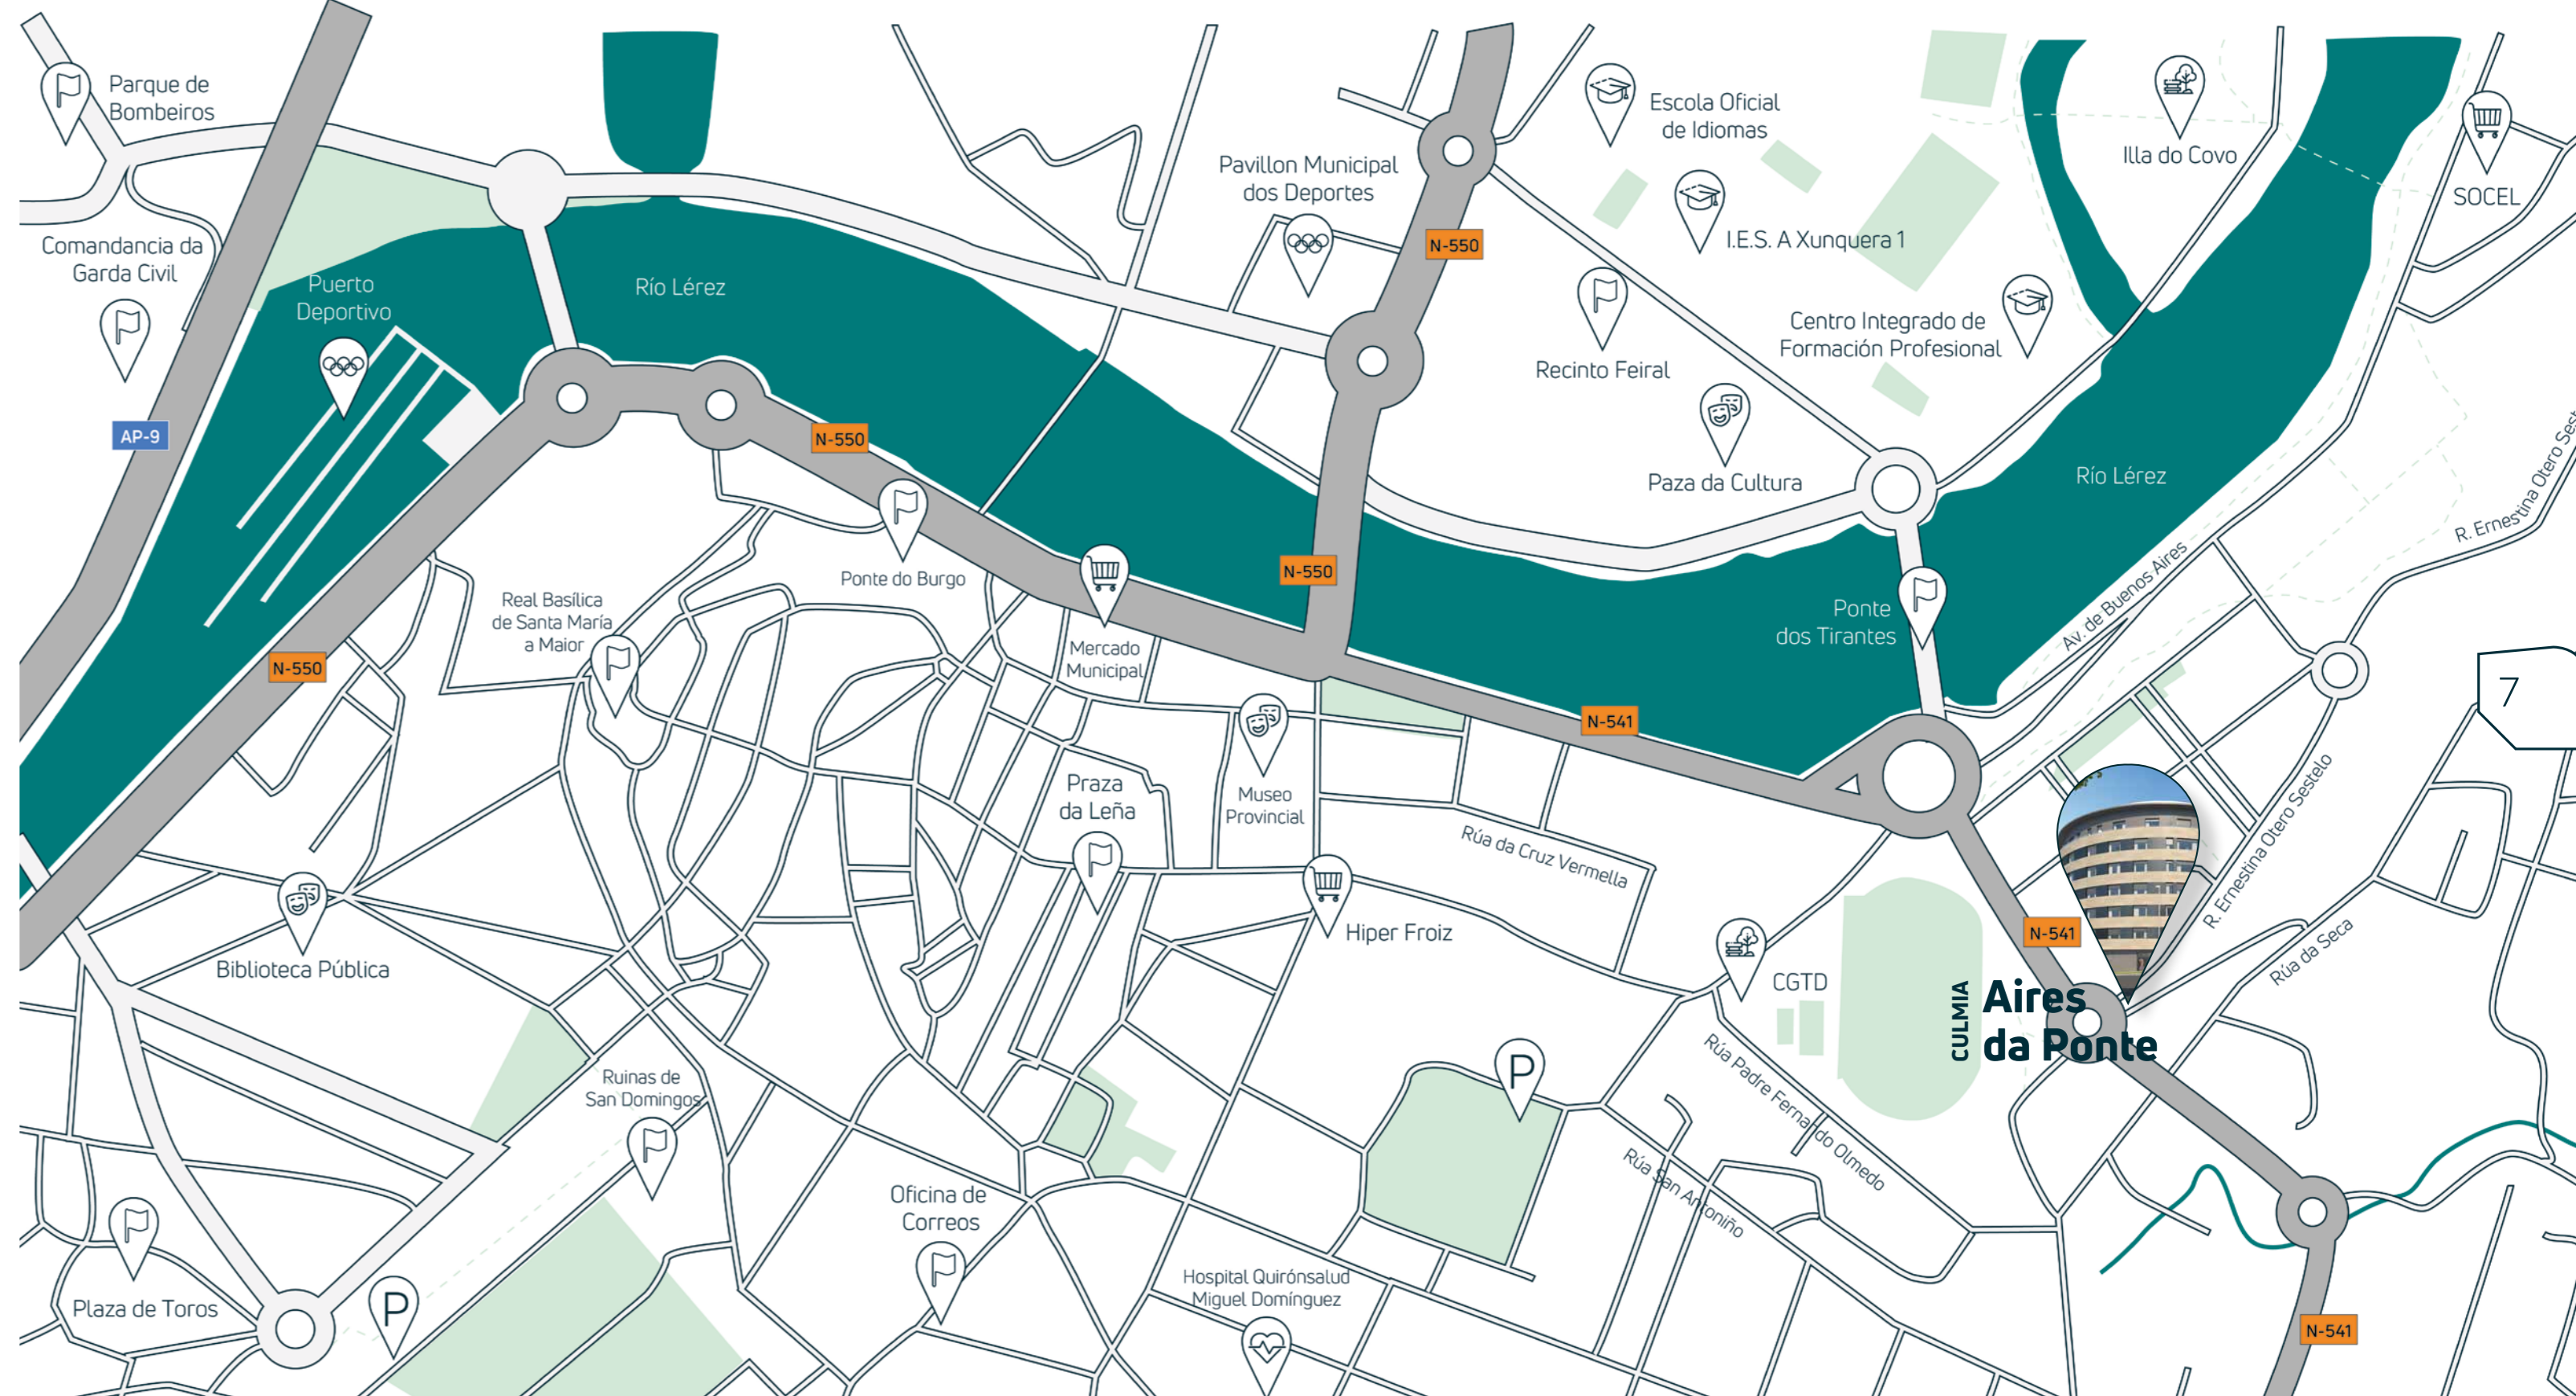 Parque de
Bombeiros
Escola Oficial
de Idiomas
Illa do Covo
SOCEL
Pavillon Municipal
dos Deportes
N-550
I.E.S. A Xunquera 1
Comandancia da
Garda Civil
Puerto
Deportivo
Río Lérez
Centro Integrado de
Formación Profesional
Recinto Feiral
AP-9
N-550
Paza da Cultura
Río Lérez
R. Ernestina Otero Sest
N-550
Ponte do Burgo
Av. de Buenos Aires
Real Basílica
de Santa María
a Maior
Ponte
dos Tirantes
N-550
Mercado
Municipal
7
N-541
Praza
da Leña
Museo
Provincial
R. Ernestina Otero Sestelo
Rúa da Cruz Vermella
Hiper Froiz
N-541
Rúa da Seca
Biblioteca Pública
CGTD
CULMIA
Aires
da Ponte
P
Rúa Padre Fernando Olmedo
Ruinas de
San Domingos
Rúa San Antoniño
Oficina de
Correos
Hospital Quirónsalud
Miguel Domínguez
Plaza de Toros
P
N-541